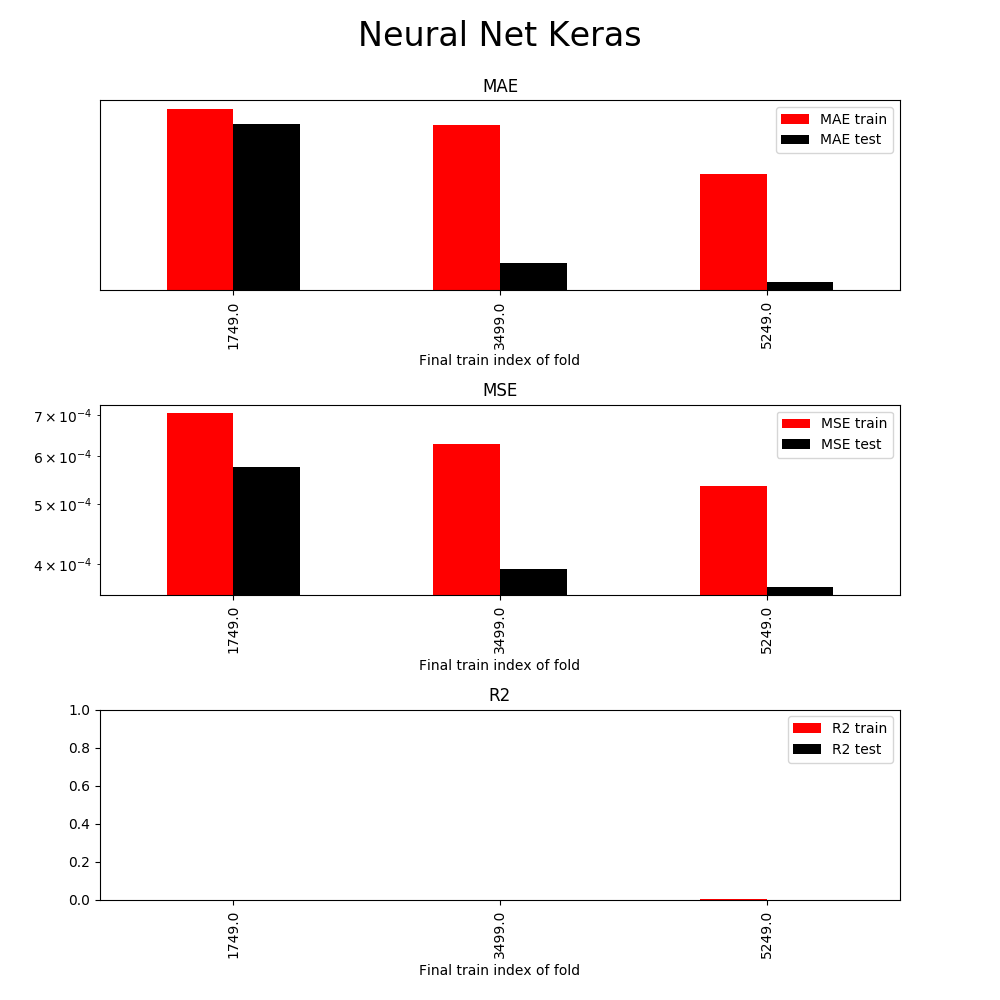 Neural Net Keras
MAE
MAE train
MAE test
1749.0
3499.0
5249.0
Final train index of fold
MSE
7 × 10⁻⁴
6 × 10⁻⁴
5 × 10⁻⁴
4 × 10⁻⁴
MSE train
MSE test
1749.0
3499.0
5249.0
Final train index of fold
R2
1.0
0.8
0.6
0.4
0.2
0.0
R2 train
R2 test
1749.0
3499.0
5249.0
Final train index of fold